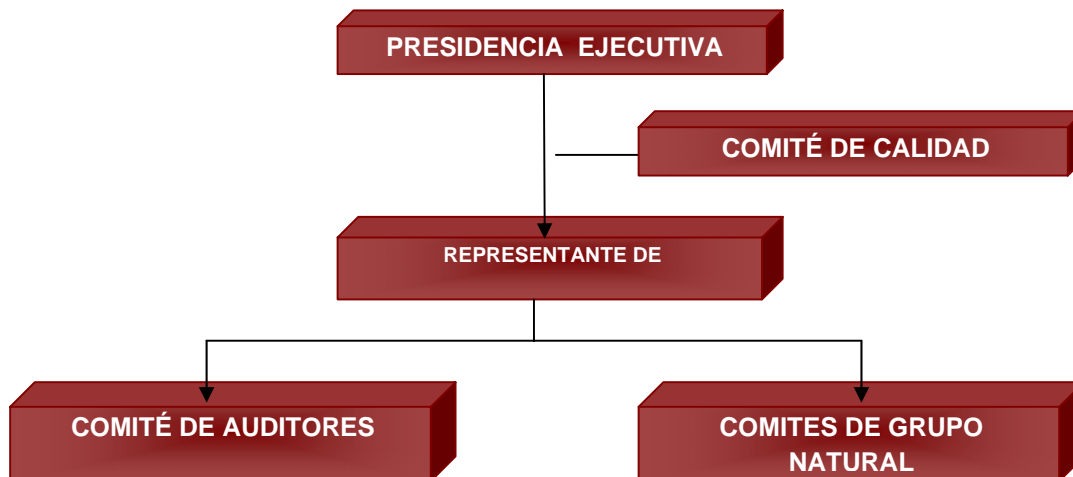 PRESIDENCIA EJECUTIVA
COMITÉ DE CALIDAD
REPRESENTANTE DE
COMITÉ DE AUDITORES
COMITES DE GRUPO
NATURAL